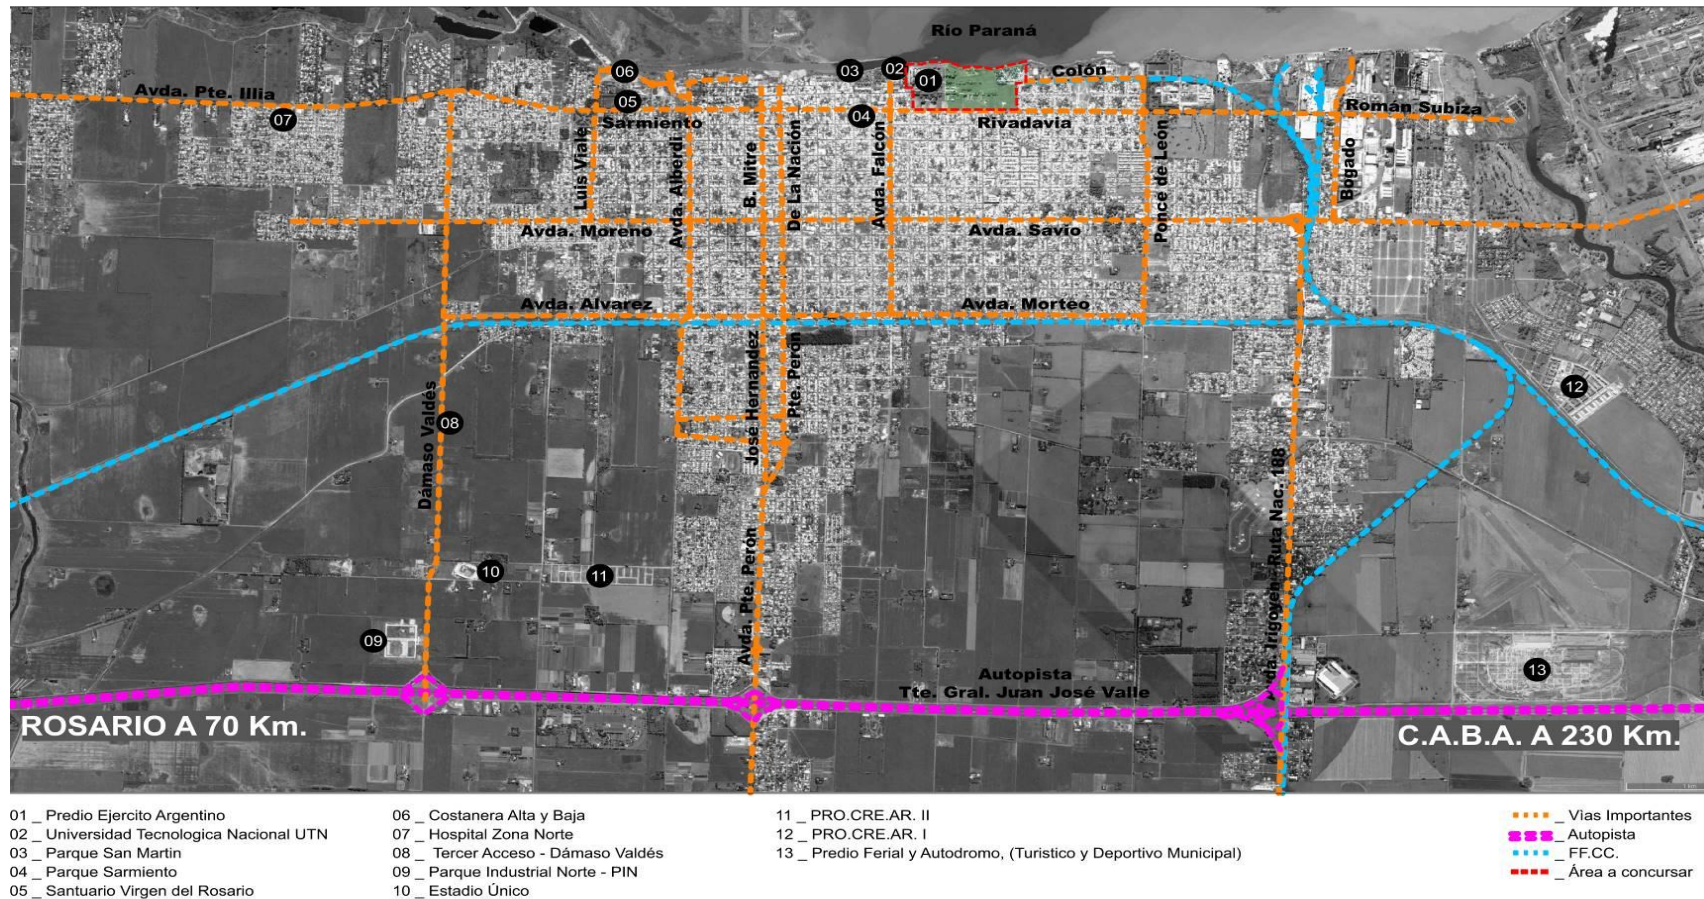 Río Paraná
06
03
02
01
Colón
Avda. Pte. Illia
05
07
04
Román Subiza
Sarmiento
Rivadavia
Luis Viale
Avda. Alberdi
B. Mitre
De La Nación
Avda. Falcón
Ponce de León
Bogado
Avda. Moreno
Avda. Savio
Avda. Alvarez
Avda. Morteo
José Hernandez
Pte. Perón
12
Dámaso Valdés
08
Avda. Irigoyen-Ruta Nac. 188
10
11
Avda. Pte. Perón
09
13
Autopista
Tte. Gral. Juan José Valle
ROSARIO A 70 Km.
C.A.B.A. A 230 Km.
1 km
01 _ Predio Ejercito Argentino
02 _ Universidad Tecnologica Nacional UTN
03 _ Parque San Martin
04 _ Parque Sarmiento
05 _ Santuario Virgen del Rosario
06 _ Costanera Alta y Baja
07 _ Hospital Zona Norte
08 _ Tercer Acceso - Dámaso Valdés
09 _ Parque Industrial Norte - PIN
10 _ Estadio Único
11 _ PRO.CRE.AR. II
12 _ PRO.CRE.AR. I
13 _ Predio Ferial y Autodromo, (Turistico y Deportivo Municipal)
_ Vías Importantes
_ Autopista
_ FF.CC.
_ Área a concursar